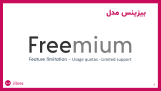 بیزینس مدل
Freemium
Feature limitation - Usage quotas - Limited support